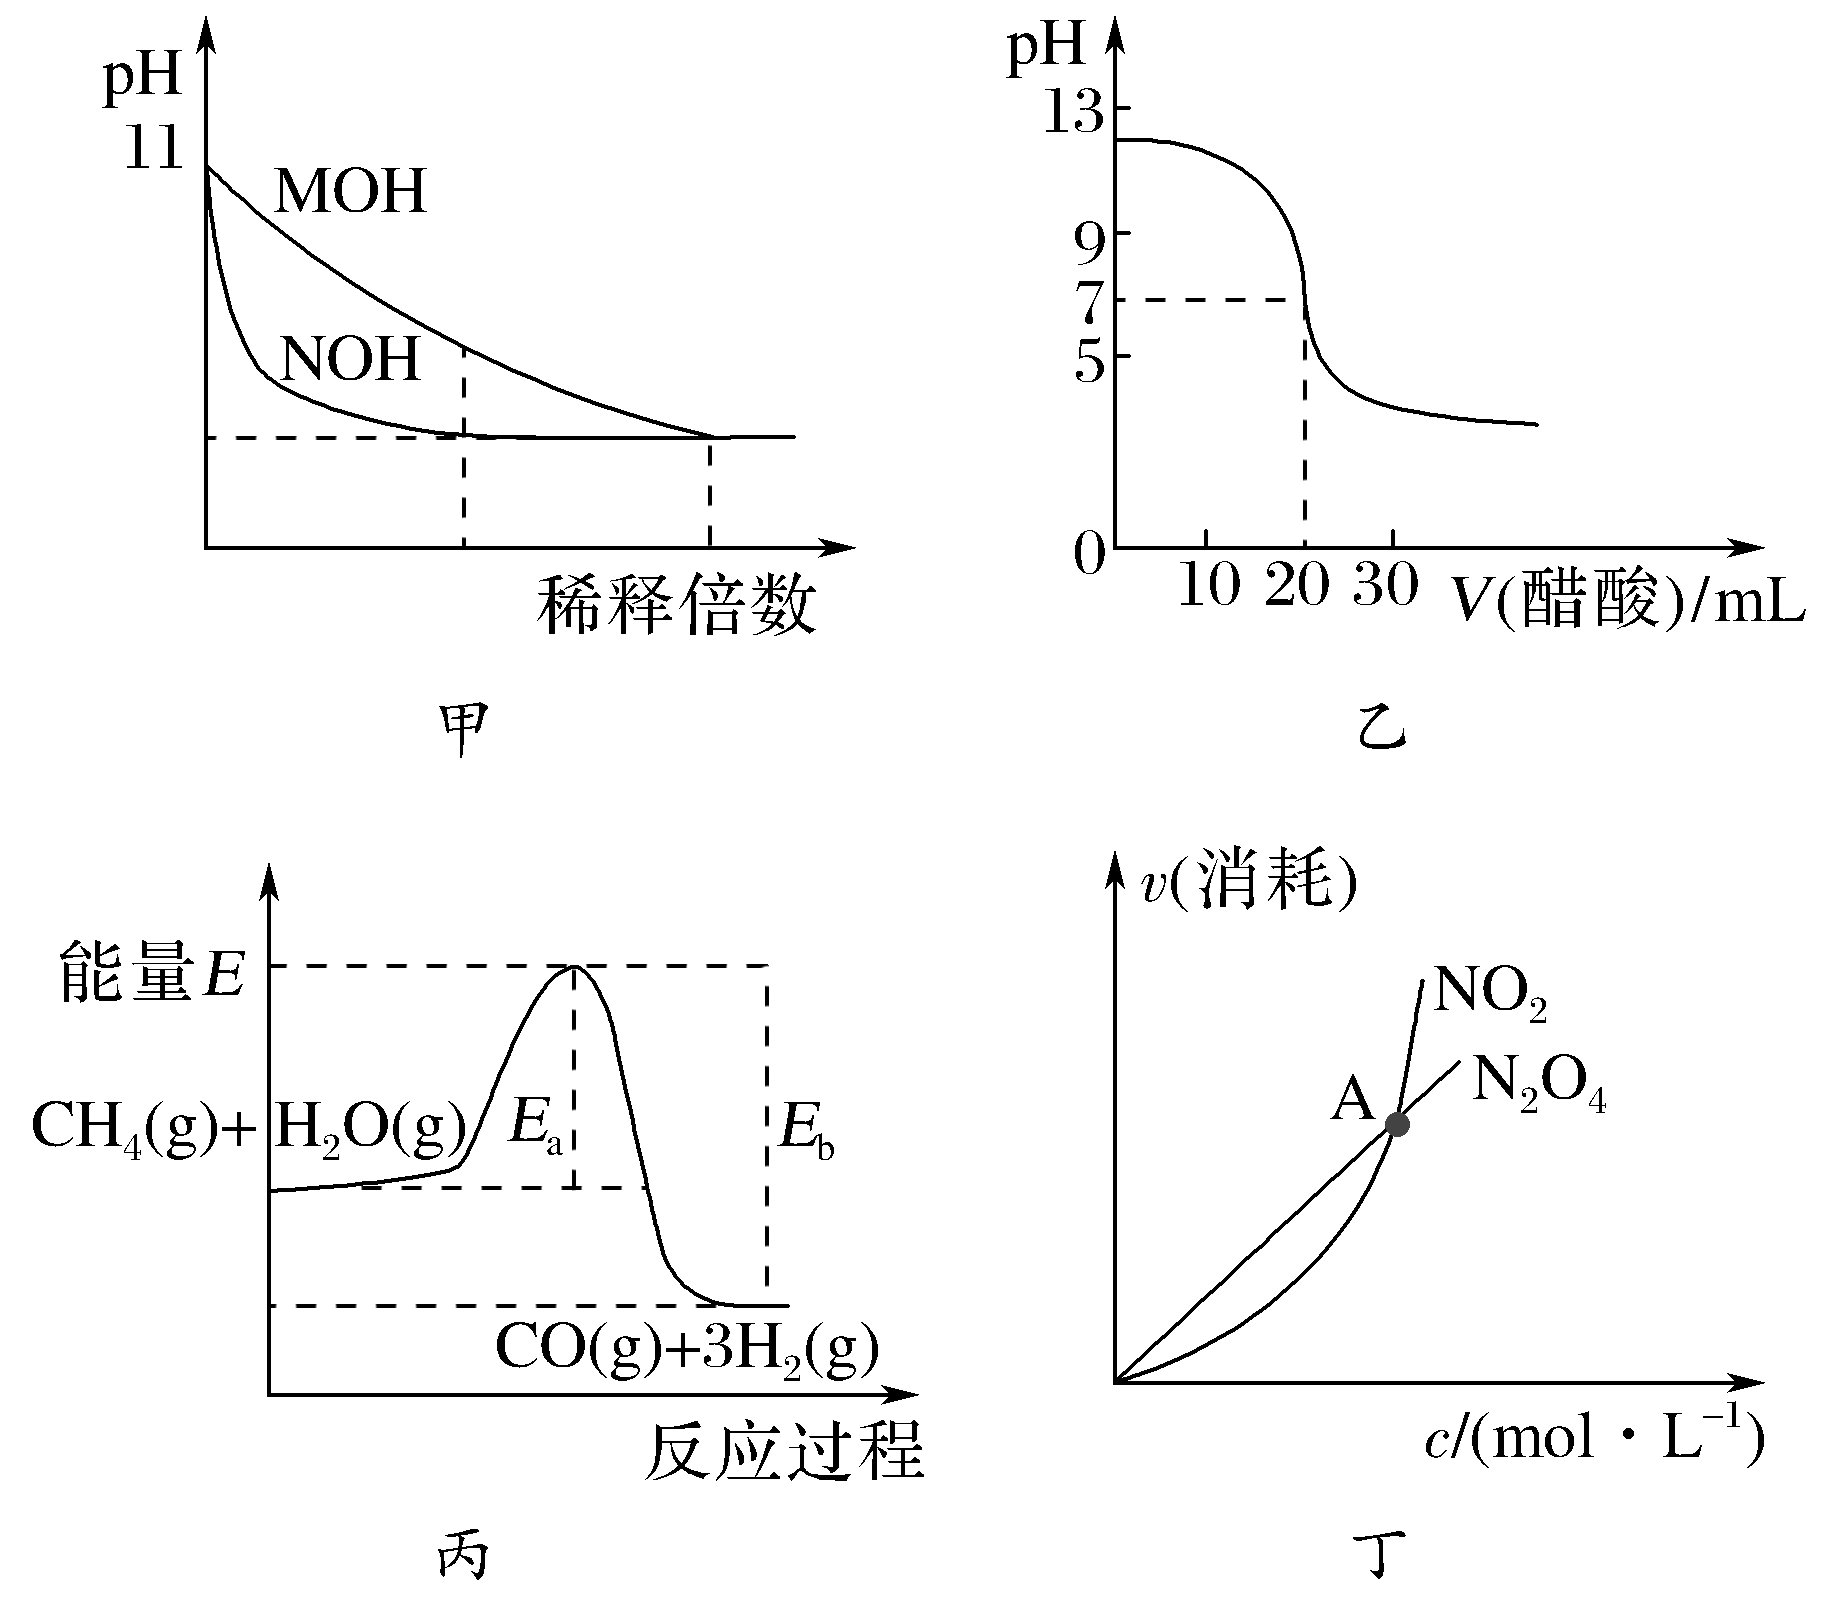 pH
11
MOH
NOH
稀释倍数
甲
pH
13
9
7
5
0
10 20 30 V(醋酸)/mL
乙
能量E
CH₄(g)+H₂O(g)
Eₐ
E_b
CO(g)+3H₂(g)
反应过程
丙
v(消耗)
NO₂
N₂O₄
A
c/(mol·L⁻¹)
丁